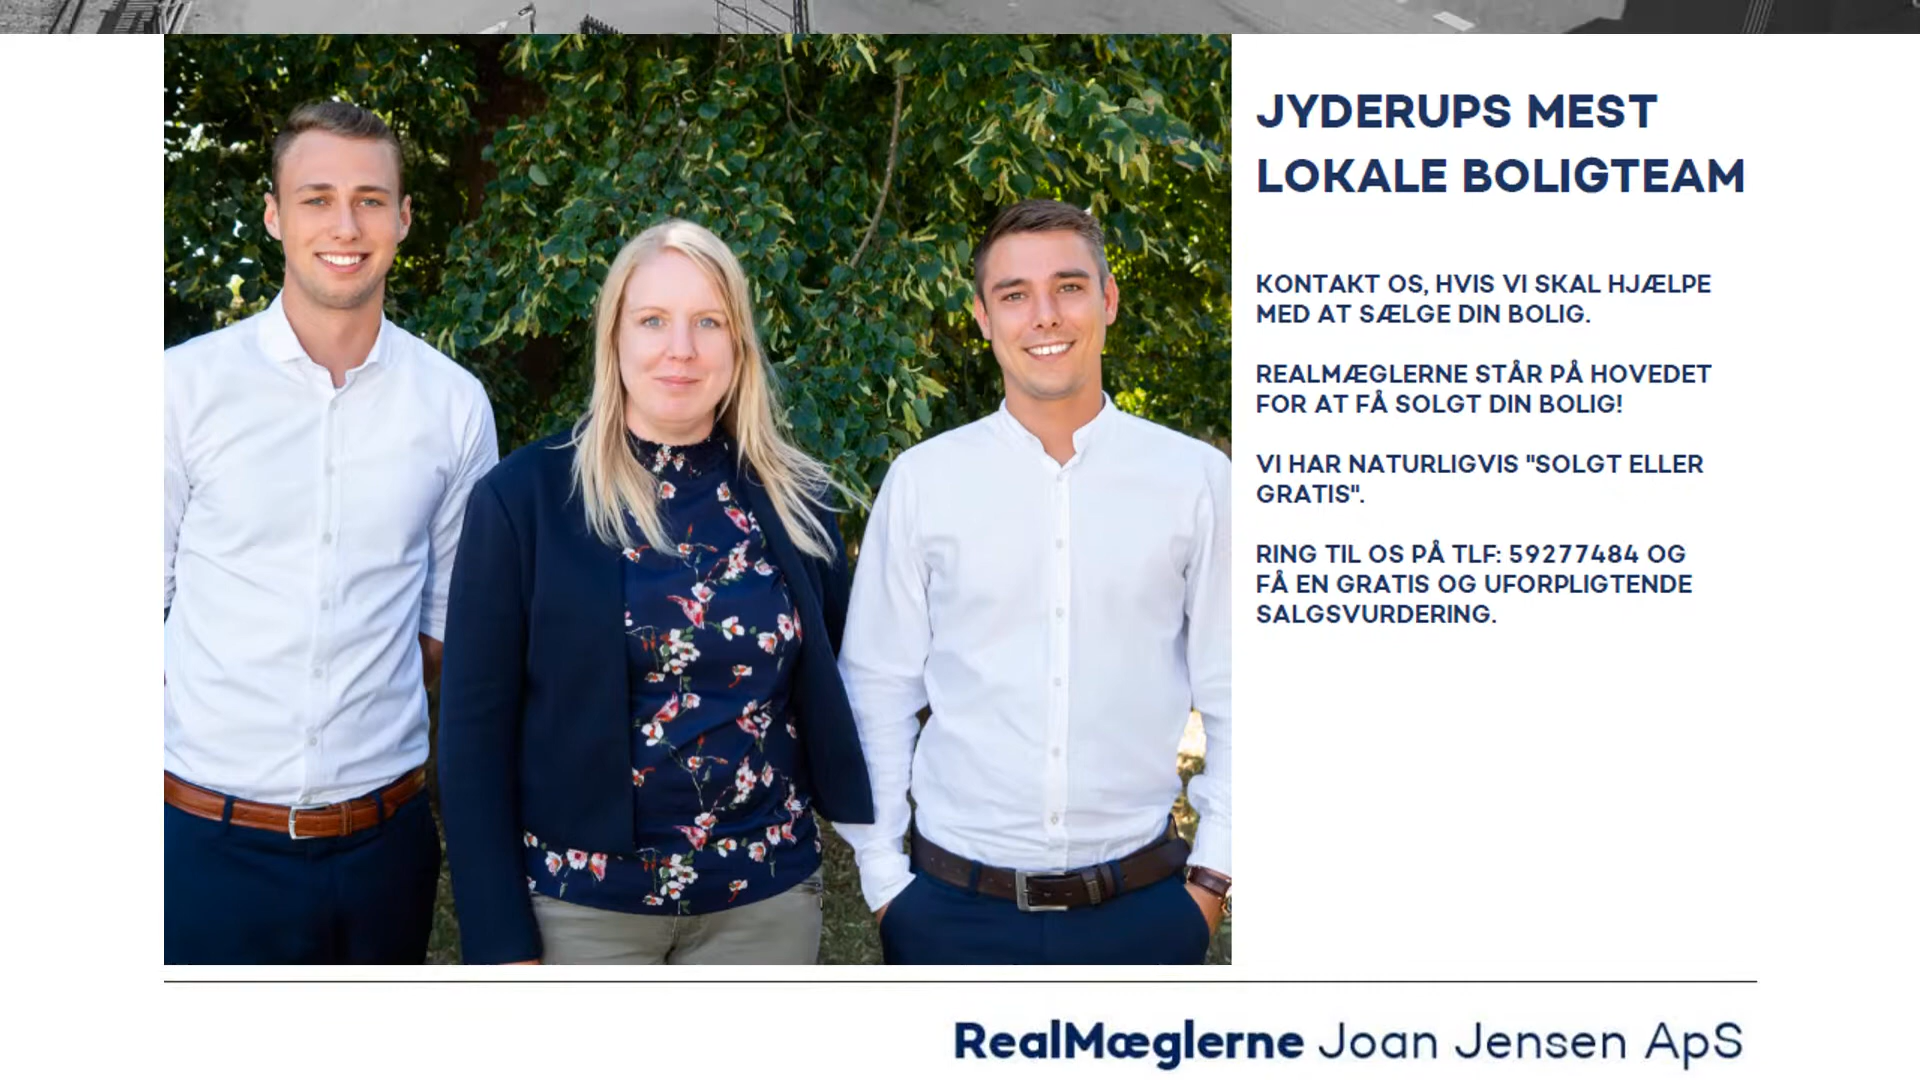 JYDERUPS MEST
LOKALE BOLIGTEAM
KONTAKT OS, HVIS VI SKAL HJÆLPE
MED AT SÆLGE DIN BOLIG.
REALMÆGLERNE STÅR PÅ HOVEDET
FOR AT FÅ SOLGT DIN BOLIG!
VI HAR NATURLIGVIS "SOLGT ELLER
GRATIS".
RING TIL OS PÅ TLF: 59277484 OG
FÅ EN GRATIS OG UFORPLIGTENDE
SALGSVURDERING.
RealMæglerne Joan Jensen ApS